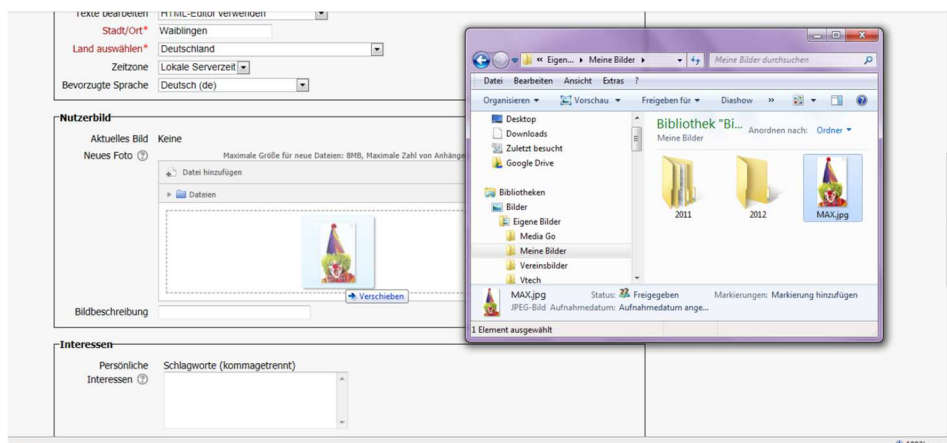 Texte bearbeiten HTML-Editor verwenden
Stadt/Ort* Waiblingen
Land auswählen* Deutschland
Zeitzone Lokale Serverzeit
Bevorzugte Sprache Deutsch (de)
Nutzerbild
Aktuelles Bild Keine
Neues Foto Maximale Größe für neue Dateien: 8MB, Maximale Zahl von Anhänge
Datei hinzufügen
Dateien
Verschieben
Bildbeschreibung
Interessen
Persönliche Interessen Schlagworte (kommagetrennt)
« Eigen... Meine Bilder Meine Bilder durchsuchen
Datei Bearbeiten Ansicht Extras ?
Organisieren Vorschau Freigeben für Diashow »
Desktop
Downloads
Zuletzt besucht
Google Drive
Bibliotheken
Bilder
Eigene Bilder
Media Go
Meine Bilder
Vereinsbilder
Vtech
Bibliothek "Bi... Anordnen nach: Ordner
Meine Bilder
2011 2012 MAX.jpg
MAX.jpg Status: Freigegeben Markierungen: Markierung hinzufügen
JPEG-Bild Aufnahmedatum: Aufnahmedatum ange...
1 Element ausgewählt